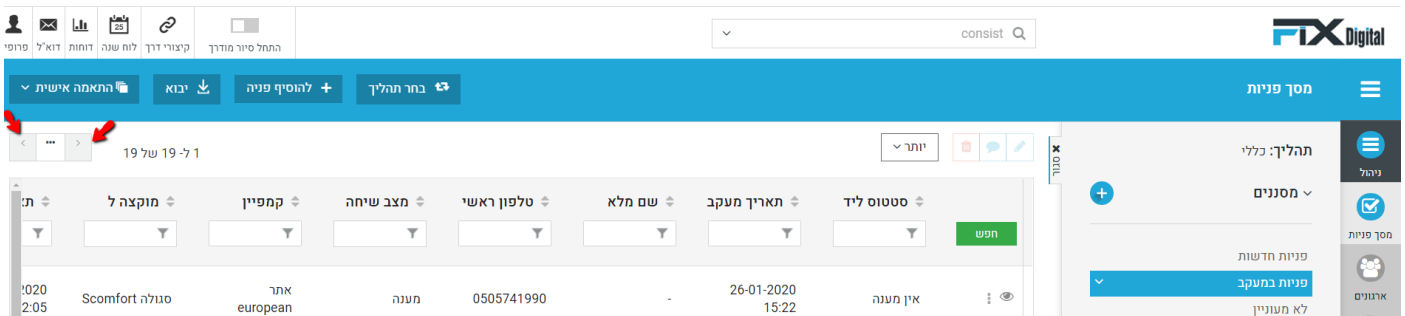 FIX Digital
consist
התחל סיור מודרך
קיצורי דרך
לוח שנה
25
דוחות
דוא"ל
פרופי
מסך פניות
בחר תהליך
להוסיף פניה
יבוא
התאמה אישית
ניהול
מסך פניות
ארגונים
תהליך: כללי
מסננים
פניות חדשות
פניות במעקב
לא מעוניין
סגור
יותר
1 ל- 19 של 19
סטטוס ליד
תאריך מעקב
שם מלא
טלפון ראשי
מצב שיחה
קמפיין
מוקצה ל
תא
חפש
אין מענה
26-01-2020
15:22
-
0505741990
מענה
אתר
european
סגולה Scomfort
2020
2:05